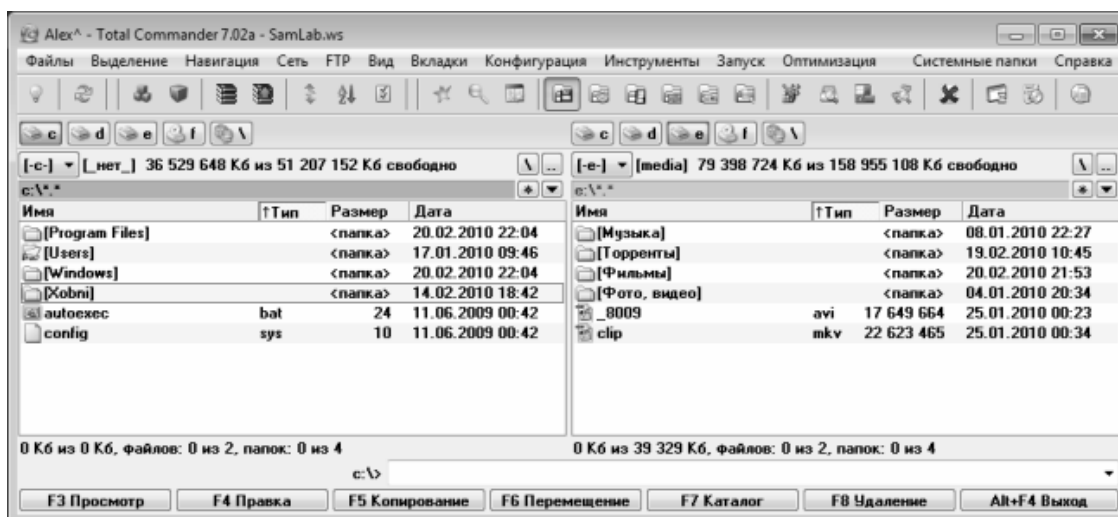 Alex^ - Total Commander 7.02a - SamLab.ws
Файлы Выделение Навигация Сеть FTP Вид Вкладки Конфигурация Инструменты Запуск Оптимизация Системные папки Справка
c d e f \ c d e f \
[-c-] [_нет_] 36 529 648 Кб из 51 207 152 Кб свободно \ .. [-e-] [media] 79 398 724 Кб из 158 955 108 Кб свободно \ ..
c:\*.* * e:\*.* *
Имя ↑Тип Размер Дата Имя ↑Тип Размер Дата
[Program Files] <папка> 20.02.2010 22:04 [Музыка] <папка> 08.01.2010 22:27
[Users] <папка> 17.01.2010 09:46 [Торренты] <папка> 19.02.2010 10:45
[Windows] <папка> 20.02.2010 22:04 [Фильмы] <папка> 20.02.2010 21:53
[Xobni] <папка> 14.02.2010 18:42 [Фото, видео] <папка> 04.01.2010 20:34
autoexec bat 24 11.06.2009 00:42 _8009 avi 17 649 664 25.01.2010 00:23
config sys 10 11.06.2009 00:42 clip mkv 22 623 465 25.01.2010 00:34
0 Кб из 0 Кб, файлов: 0 из 2, папок: 0 из 4 0 Кб из 39 329 Кб, файлов: 0 из 2, папок: 0 из 4
c:\>
F3 Просмотр F4 Правка F5 Копирование F6 Перемещение F7 Каталог F8 Удаление Alt+F4 Выход